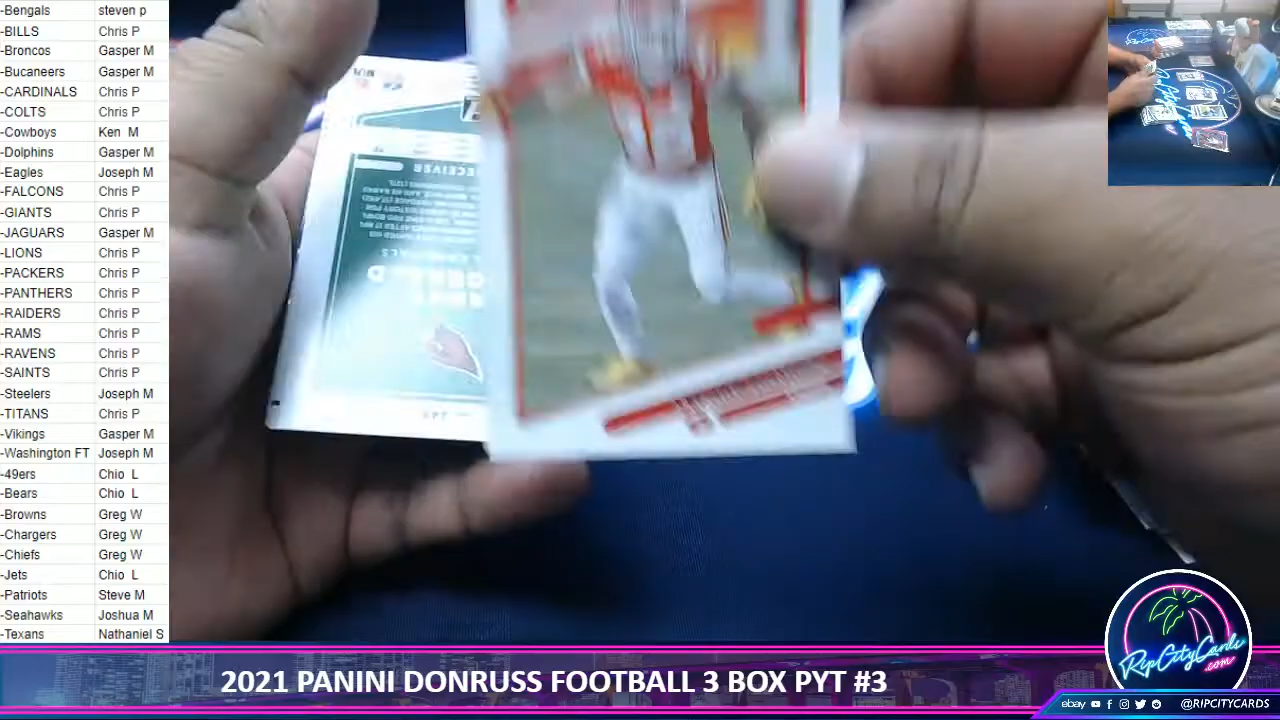 -Bengals steven p
-BILLS Chris P
-Broncos Gasper M
-Bucaneers Gasper M
-CARDINALS Chris P
-COLTS Chris P
-Cowboys Ken M
-Dolphins Gasper M
-Eagles Joseph M
-FALCONS Chris P
-GIANTS Chris P
-JAGUARS Gasper M
-LIONS Chris P
-PACKERS Chris P
-PANTHERS Chris P
-RAIDERS Chris P
-RAMS Chris P
-RAVENS Chris P
-SAINTS Chris P
-Steelers Joseph M
-TITANS Chris P
-Vikings Gasper M
-Washington FT Joseph M
-49ers Chio L
-Bears Chio L
-Browns Greg W
-Chargers Greg W
-Chiefs Greg W
-Jets Chio L
-Patriots Steve M
-Seahawks Joshua M
-Texans Nathaniel S
RECEIVER
RipCityCards
.com
2021 PANINI DONRUSS FOOTBALL 3 BOX PYT #3
ebay @RIPCITYCARDS